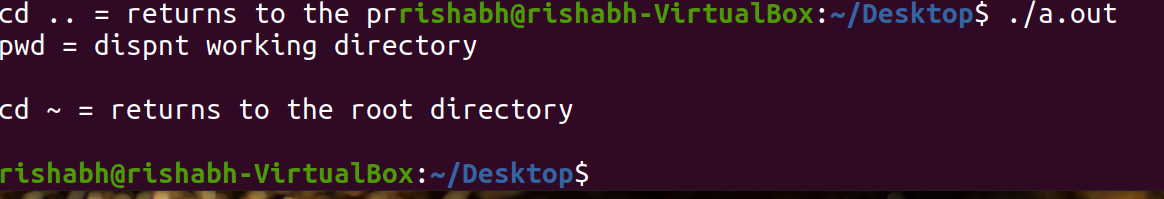 cd .. = returns to the prrishabh@rishabh-VirtualBox:~/Desktop$ ./a.out
pwd = dispnt working directory
cd ~ = returns to the root directory
rishabh@rishabh-VirtualBox:~/Desktop$